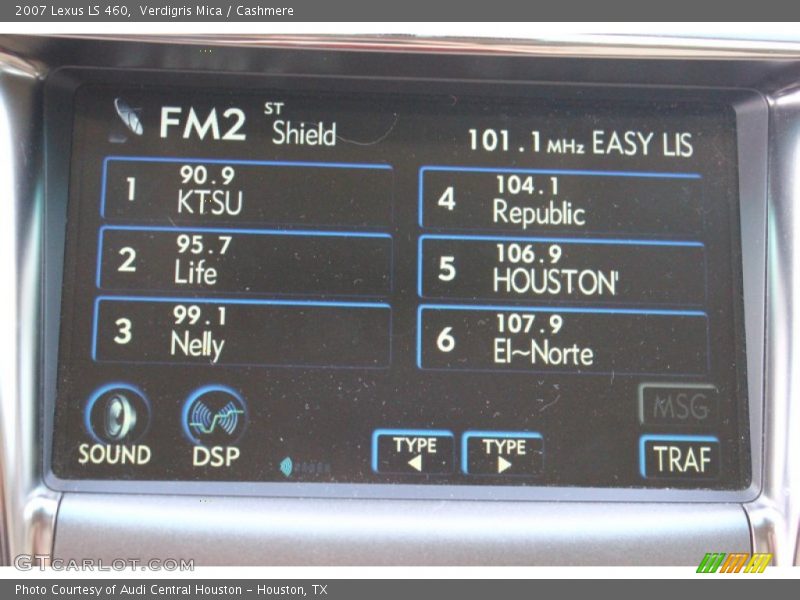 2007 Lexus LS 460, Verdigris Mica / Cashmere
FM2 ST Shield
101.1 MHz EASY LIS
1 90.9 KTSU
2 95.7 Life
3 99.1 Nelly
4 104.1 Republic
5 106.9 HOUSTON'
6 107.9 El~Norte
SOUND
DSP
TYPE
TYPE
MSG
TRAF
GTCARLOT.COM
Photo Courtesy of Audi Central Houston - Houston, TX